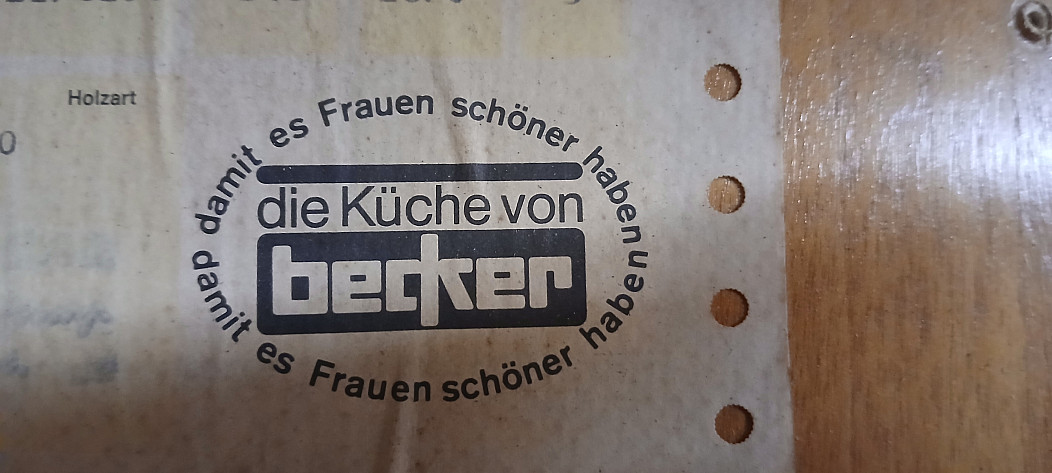 Holzart
0
damit es Frauen schöner haben
die Küche von
becker
damit es Frauen schöner haben